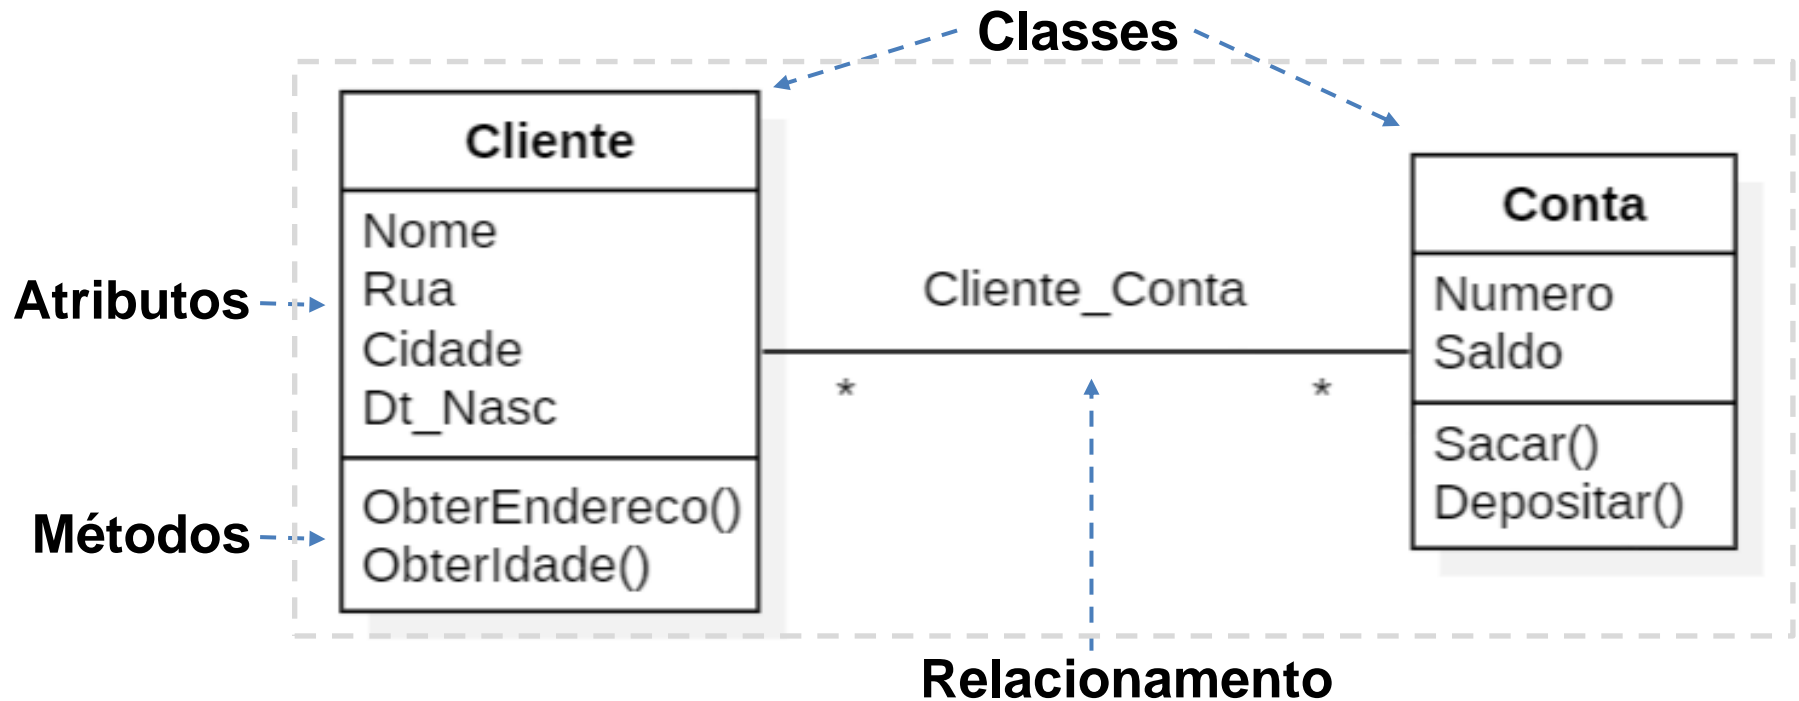 Classes
Cliente
Nome
Rua
Cidade
Dt_Nasc
ObterEndereco()
ObterIdade()
Atributos
Métodos
Cliente_Conta
*
*
Conta
Numero
Saldo
Sacar()
Depositar()
Relacionamento